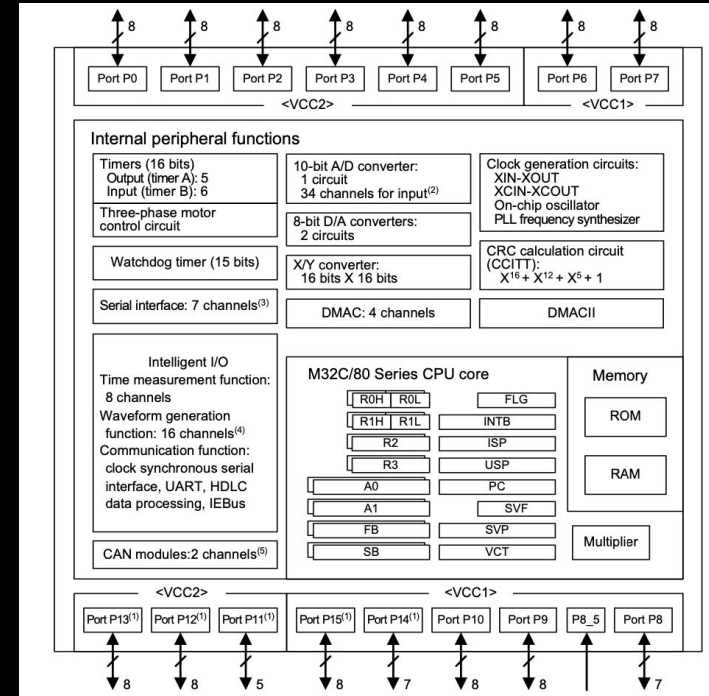 8 8 8 8 8 8 8 8
Port P0 Port P1 Port P2 Port P3 Port P4 Port P5 Port P6 Port P7
<VCC2> <VCC1>
Internal peripheral functions
Timers (16 bits)
Output (timer A): 5
Input (timer B): 6
Three-phase motor
control circuit
Watchdog timer (15 bits)
Serial interface: 7 channels(3)
10-bit A/D converter:
1 circuit
34 channels for input(2)
8-bit D/A converters:
2 circuits
X/Y converter:
16 bits X 16 bits
DMAC: 4 channels
Clock generation circuits:
XIN-XOUT
XCIN-XCOUT
On-chip oscillator
PLL frequency synthesizer
CRC calculation circuit
(CCITT):
X16 + X12 + X5 + 1
DMACII
Intelligent I/O
Time measurement function:
8 channels
Waveform generation
function: 16 channels(4)
Communication function:
clock synchronous serial
interface, UART, HDLC
data processing, IEBus
CAN modules:2 channels(5)
M32C/80 Series CPU core
R0H R0L
R1H R1L
R2
R3
A0
A1
FB
SB
FLG
INTB
ISP
USP
PC
SVF
SVP
VCT
Memory
ROM
RAM
Multiplier
<VCC2> <VCC1>
Port P13(1) Port P12(1) Port P11(1) Port P15(1) Port P14(1) Port P10 Port P9 P8_5 Port P8
8 8 5 8 7 8 8 7